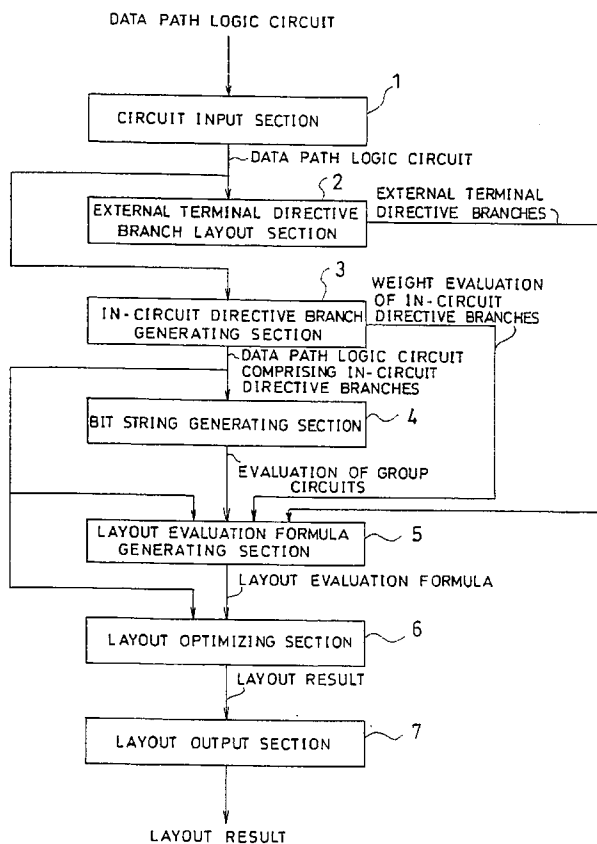 DATA PATH LOGIC CIRCUIT
1
CIRCUIT INPUT SECTION
DATA PATH LOGIC CIRCUIT
2
EXTERNAL TERMINAL DIRECTIVE
BRANCH LAYOUT SECTION
EXTERNAL TERMINAL
DIRECTIVE BRANCHES
3
IN-CIRCUIT DIRECTIVE BRANCH
GENERATING SECTION
WEIGHT EVALUATION
OF IN-CIRCUIT
DIRECTIVE BRANCHES
DATA PATH LOGIC CIRCUIT
COMPRISING IN-CIRCUIT
DIRECTIVE BRANCHES
BIT STRING GENERATING SECTION
4
EVALUATION OF GROUP
CIRCUITS
LAYOUT EVALUATION FORMULA
GENERATING SECTION
5
LAYOUT EVALUATION FORMULA
LAYOUT OPTIMIZING SECTION
6
LAYOUT RESULT
LAYOUT OUTPUT SECTION
7
LAYOUT RESULT